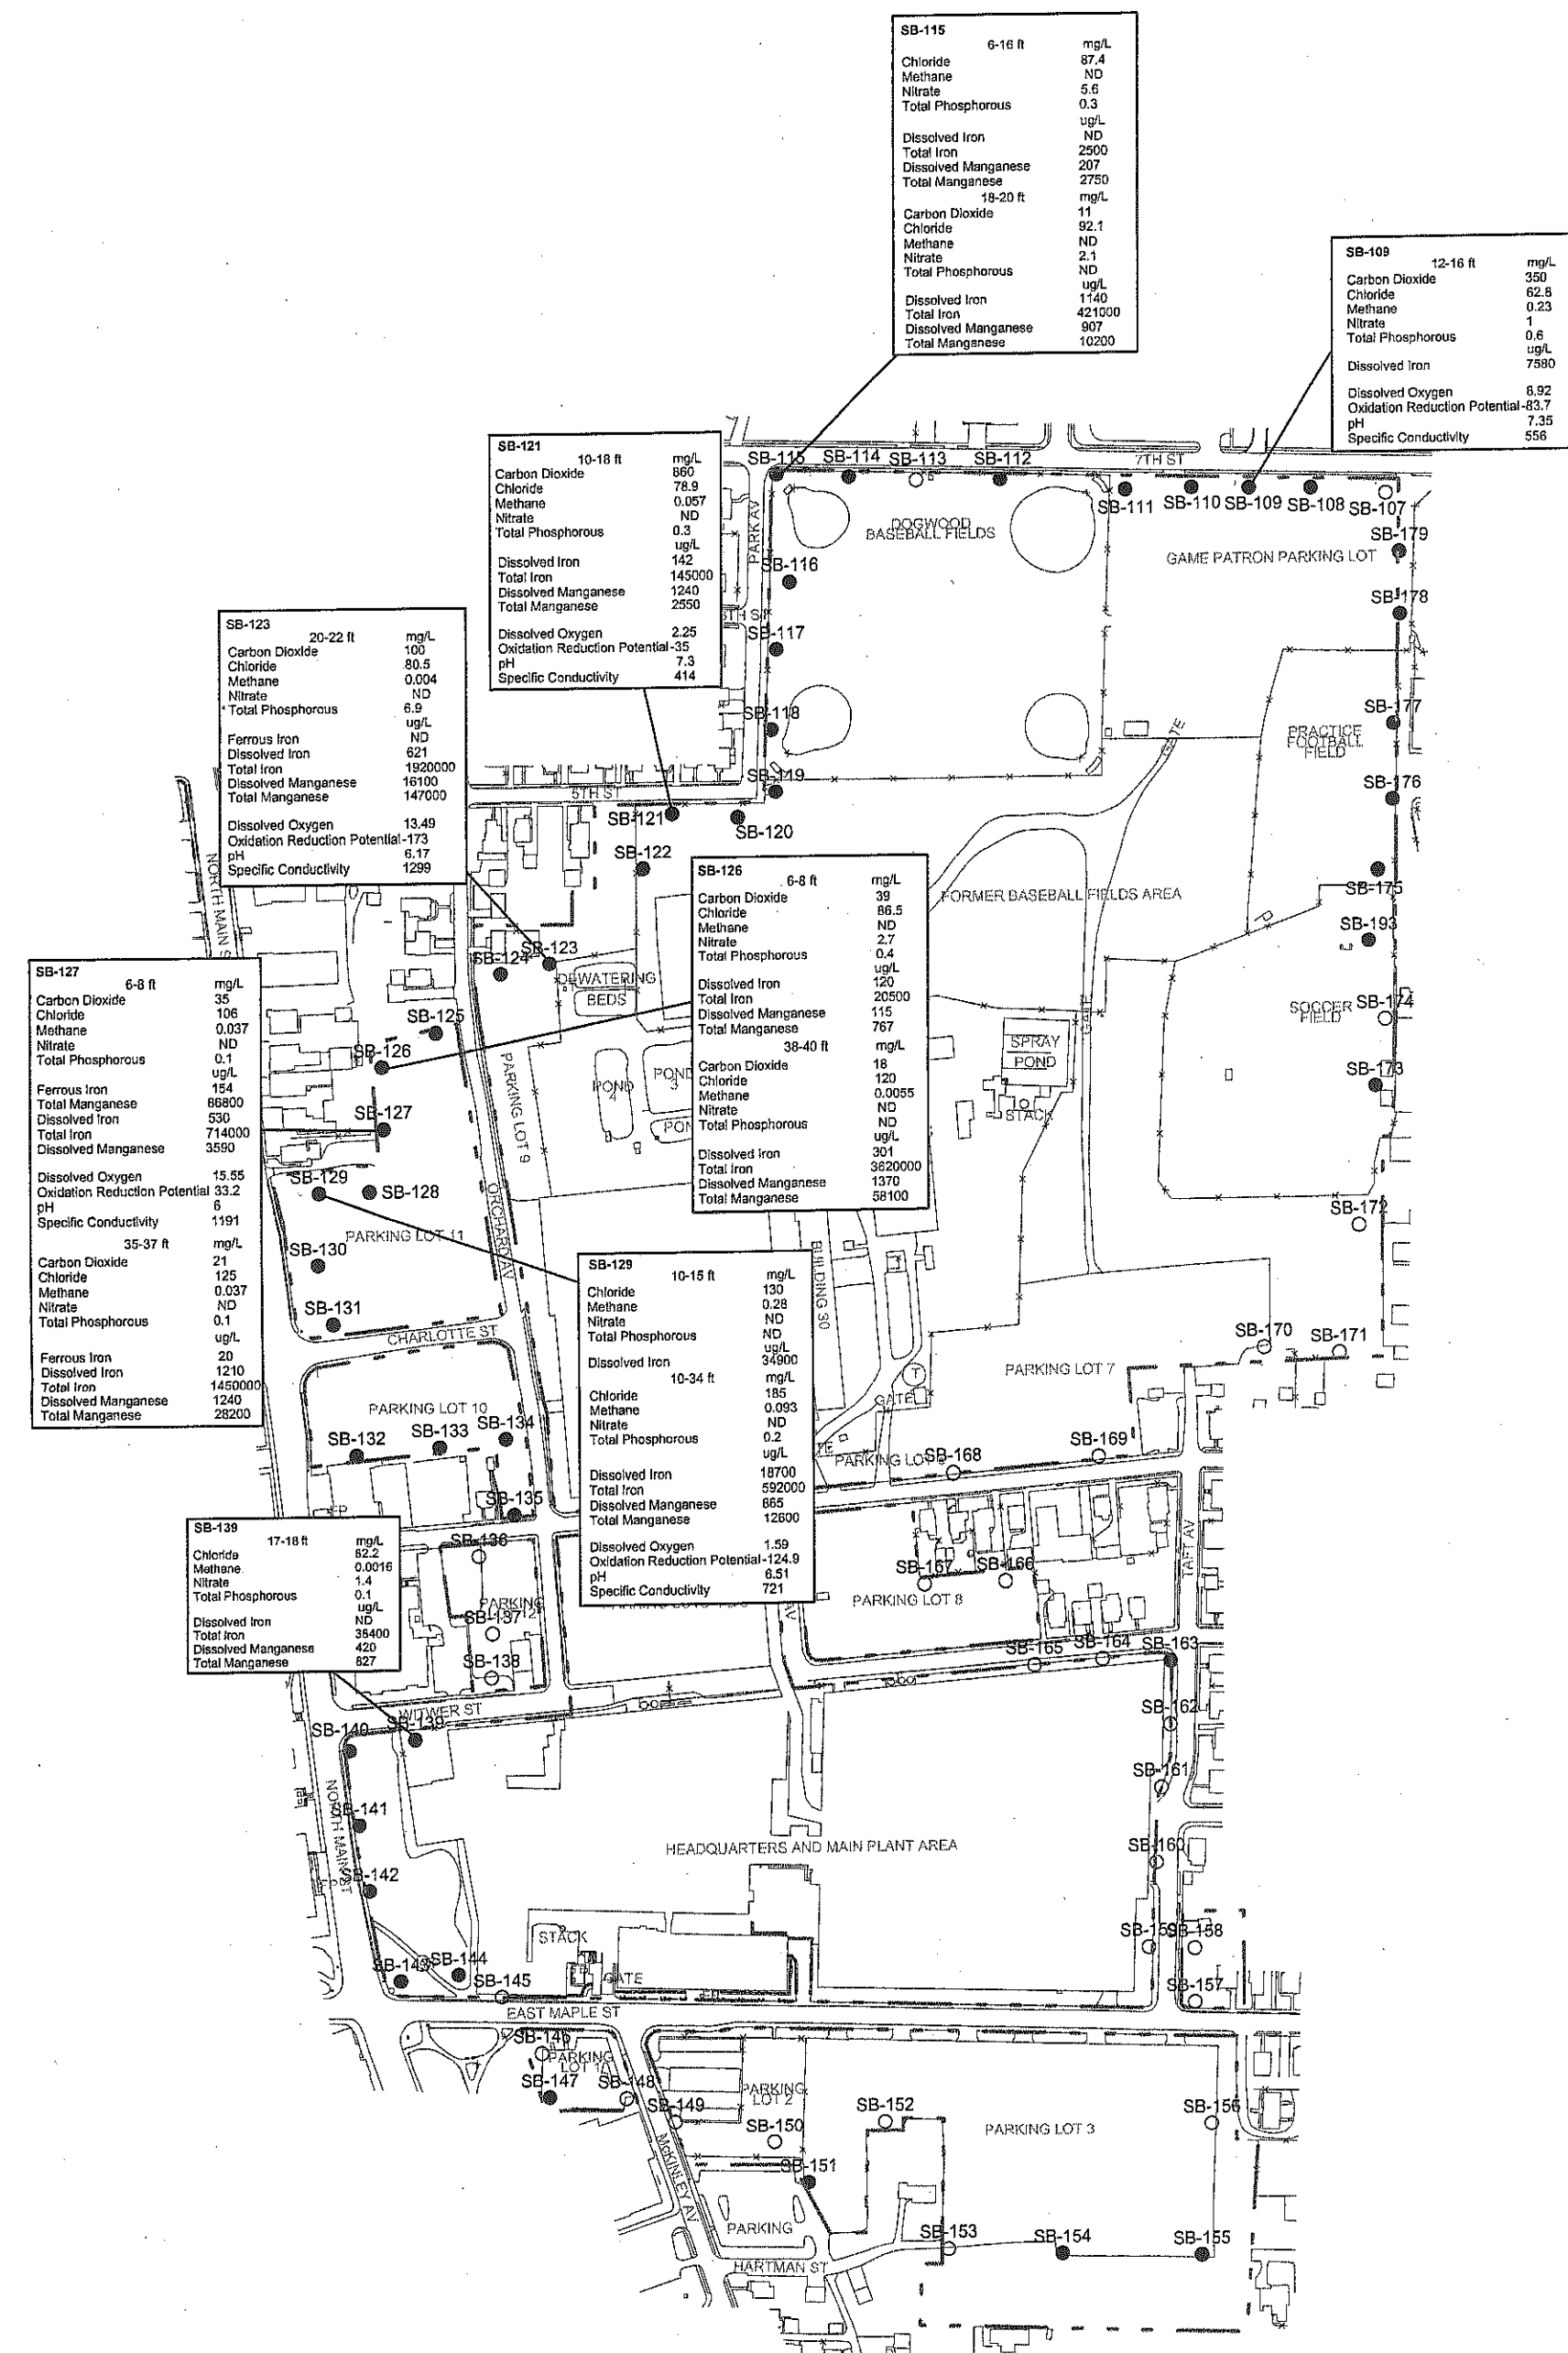 SB-115
6-16 ft mg/L
Chloride 87.4
Methane ND
Nitrate 5.6
Total Phosphorous 0.3
ug/L
Dissolved Iron ND
Total Iron 2500
Dissolved Manganese 207
Total Manganese 2750
18-20 ft mg/L
Carbon Dioxide 11
Chloride 92.1
Methane ND
Nitrate 2.1
Total Phosphorous ND
ug/L
Dissolved Iron 1140
Total Iron 421000
Dissolved Manganese 907
Total Manganese 10200
SB-109
12-16 ft mg/L
Carbon Dioxide 350
Chloride 62.8
Methane 0.23
Nitrate 1
Total Phosphorous 0.6
ug/L
Dissolved Iron 7580
Dissolved Oxygen 8.92
Oxidation Reduction Potential -83.7
pH 7.35
Specific Conductivity 556
SB-121
10-18 ft mg/L
Carbon Dioxide 860
Chloride 78.9
Methane 0.057
Nitrate ND
Total Phosphorous 0.3
ug/L
Dissolved Iron 142
Total Iron 145000
Dissolved Manganese 1240
Total Manganese 2550
Dissolved Oxygen 2.25
Oxidation Reduction Potential -35
pH 7.3
Specific Conductivity 414
SB-123
20-22 ft mg/L
Carbon Dioxide 100
Chloride 80.5
Methane 0.004
Nitrate ND
Total Phosphorous 6.9
ug/L
Ferrous Iron ND
Dissolved Iron 621
Total Iron 1920000
Dissolved Manganese 16100
Total Manganese 147000
Dissolved Oxygen 13.49
Oxidation Reduction Potential -173
pH 6.17
Specific Conductivity 1299
SB-126
6-8 ft mg/L
Carbon Dioxide 39
Chloride 86.5
Methane ND
Nitrate 2.7
Total Phosphorous 0.4
ug/L
Dissolved Iron 120
Total Iron 20500
Dissolved Manganese 115
Total Manganese 767
38-40 ft mg/L
Carbon Dioxide 18
Chloride 120
Methane 0.0055
Nitrate ND
Total Phosphorous ND
ug/L
Dissolved Iron 301
Total Iron 3620000
Dissolved Manganese 1370
Total Manganese 58100
SB-127
6-8 ft mg/L
Carbon Dioxide 35
Chloride 106
Methane 0.037
Nitrate ND
Total Phosphorous 0.1
ug/L
Ferrous Iron 154
Total Manganese 86800
Dissolved Iron 530
Total Iron 714000
Dissolved Manganese 3590
Dissolved Oxygen 15.55
Oxidation Reduction Potential 33.2
pH 6
Specific Conductivity 1191
35-37 ft mg/L
Carbon Dioxide 21
Chloride 125
Methane 0.037
Nitrate ND
Total Phosphorous 0.1
ug/L
Ferrous Iron 20
Dissolved Iron 1210
Total Iron 1450000
Dissolved Manganese 1240
Total Manganese 28200
SB-129
10-15 ft mg/L
Chloride 130
Methane 0.28
Nitrate ND
Total Phosphorous ND
ug/L
Dissolved Iron 34900
10-34 ft mg/L
Chloride 185
Methane 0.093
Nitrate ND
Total Phosphorous 0.2
ug/L
Dissolved Iron 18700
Total Iron 592000
Dissolved Manganese 665
Total Manganese 12600
Dissolved Oxygen 1.59
Oxidation Reduction Potential -124.9
pH 6.51
Specific Conductivity 721
SB-139
17-18 ft mg/L
Chloride 62.2
Methane 0.0016
Nitrate 1.4
Total Phosphorous 0.1
ug/L
Dissolved Iron ND
Total Iron 36400
Dissolved Manganese 420
Total Manganese 827
SB-115 SB-114 SB-113 SB-112
7TH ST
SB-111 SB-110 SB-109 SB-108 SB-107
PARK AV
DOGWOOD
BASEBALL FIELDS
SB-179
GAME PATRON PARKING LOT
SB-116
SB-178
SB-117
SB-118
SB-177
PRACTICE
FOOTBALL
FIELD
GATE
SB-119
SB-176
5TH ST
SB-121
SB-120
SB-122
SB-175
NORTH MAIN ST
FORMER BASEBALL FIELDS AREA
SB-193
SB-123
SB-124
DEWATERING
BEDS
SB-174
SOCCER
FIELD
SB-125
SPRAY
POND
GATE
SB-126
PARKING LOT 9
POND
4
POND
3
STACK
SB-173
SB-127
SB-129
SB-128
ORCHARD AV
SB-172
PARKING LOT 11
SB-130
BUILDING 30
SB-131
CHARLOTTE ST
SB-170
SB-171
PARKING LOT 7
T
GATE
PARKING LOT 10
SB-132 SB-133 SB-134
SB-168
SB-169
SB-135
SB-136
TAFT AV
SB-167 SB-166
PARKING LOT 8
PARKING
SB-137
SB-138
SB-165 SB-164 SB-163
WITWER ST
SB-162
SB-140 SB-139
SB-161
NORTH MAIN ST
SB-141
HEADQUARTERS AND MAIN PLANT AREA
SB-160
SB-142
STACK
SB-159 SB-158
SB-143 SB-144
GATE
SB-145
SB-157
EAST MAPLE ST
SB-146
PARKING
SB-147 SB-148
PARKING
LOT 2
SB-149
SB-152
SB-156
SB-150
PARKING LOT 3
McKINLEY AV
SB-151
PARKING
SB-153 SB-154 SB-155
HARTMAN ST